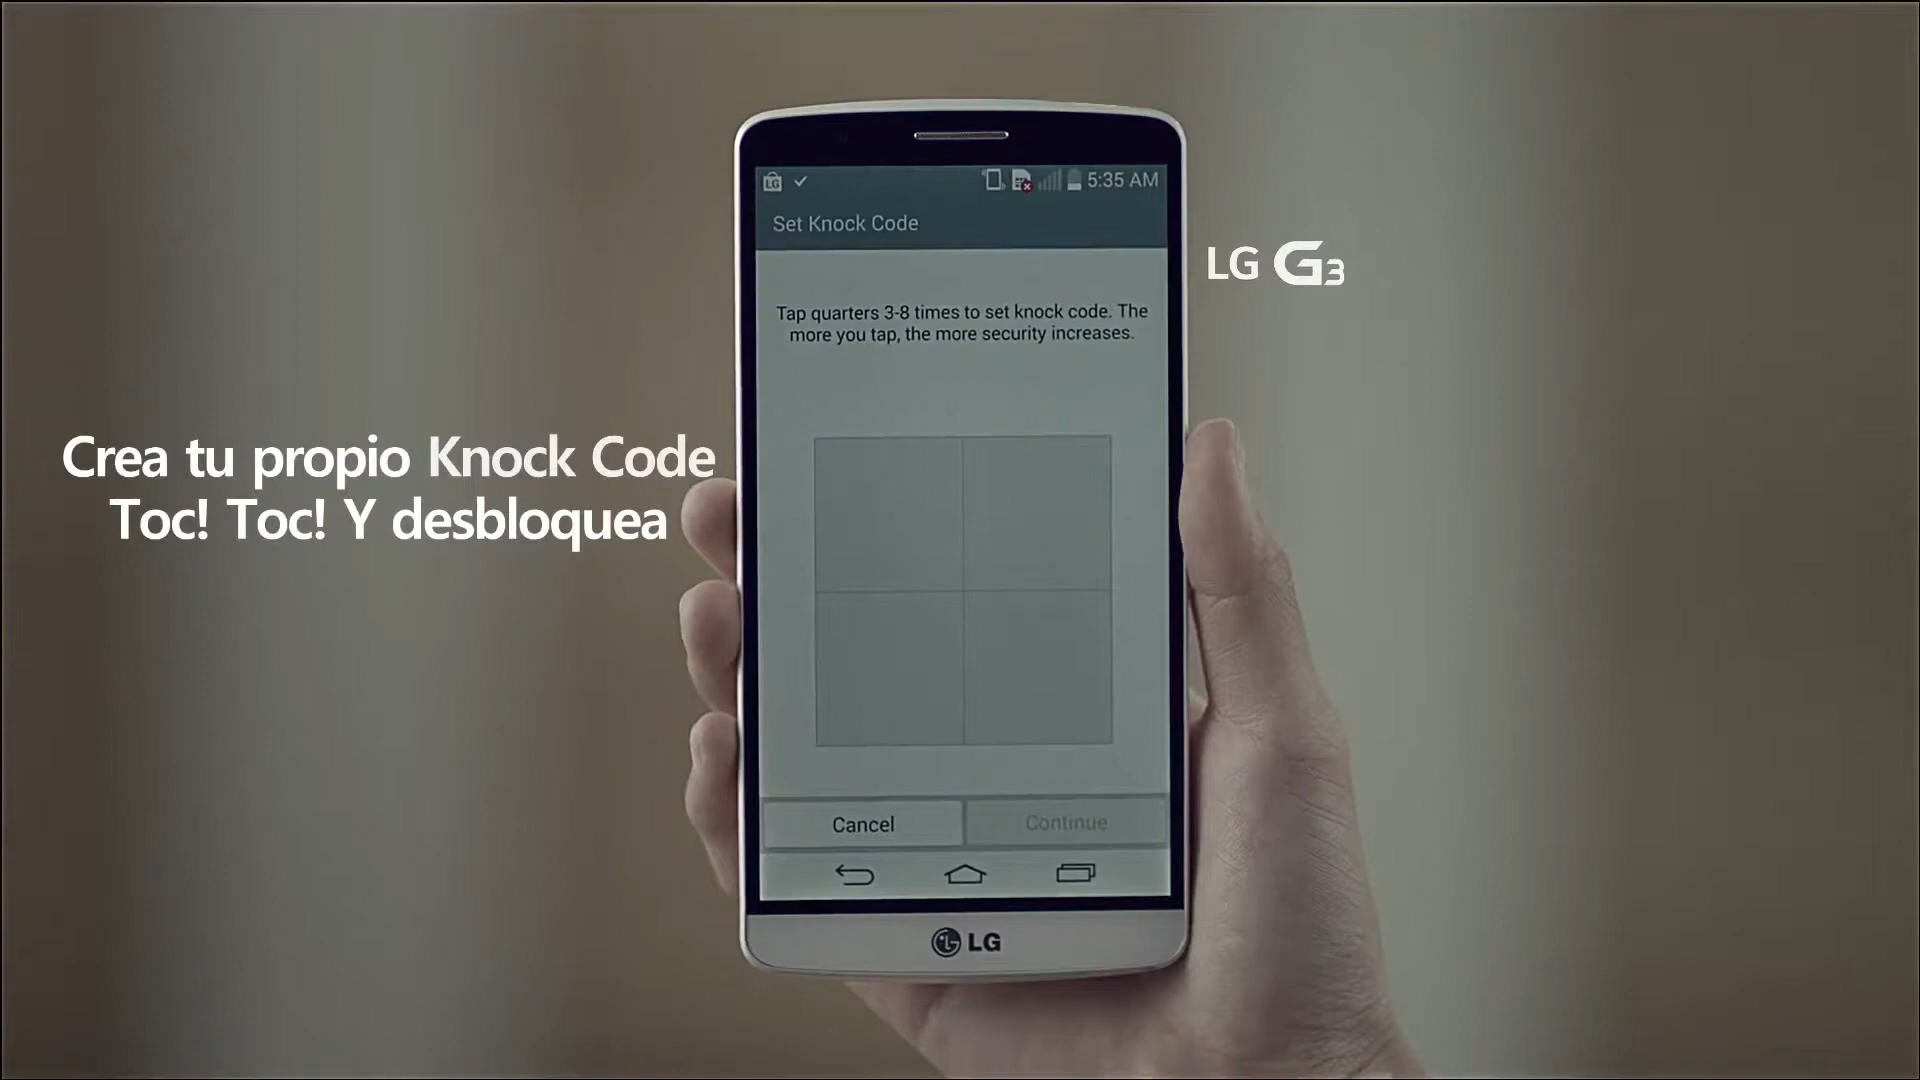 LG
5:35 AM
Set Knock Code
LG G3
Tap quarters 3-8 times to set knock code. The
more you tap, the more security increases.
Crea tu propio Knock Code
Toc! Toc! Y desbloquea
Cancel
Continue
LG